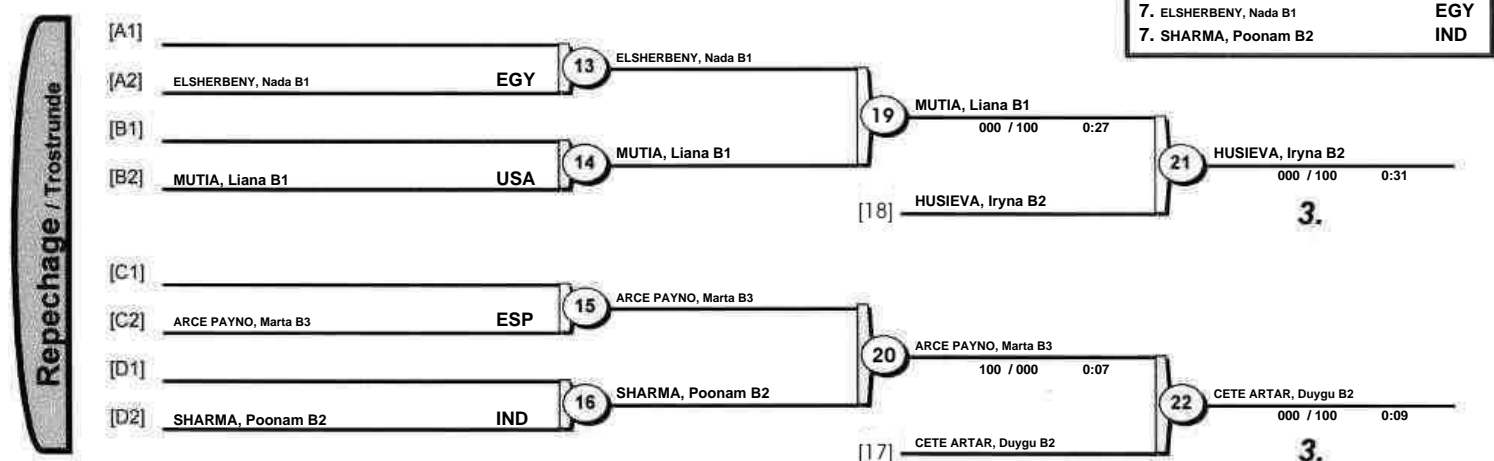 7. ELSHERBENY, Nada B1 EGY
7. SHARMA, Poonam B2 IND
Repechage / Trostrunde
[A1]
[A2] ELSHERBENY, Nada B1 EGY
13 ELSHERBENY, Nada B1
[B1]
[B2] MUTIA, Liana B1 USA
14 MUTIA, Liana B1
19 MUTIA, Liana B1
000 / 100 0:27
[18] HUSIEVA, Iryna B2
21 HUSIEVA, Iryna B2
000 / 100 0:31
3.
[C1]
[C2] ARCE PAYNO, Marta B3 ESP
15 ARCE PAYNO, Marta B3
[D1]
[D2] SHARMA, Poonam B2 IND
16 SHARMA, Poonam B2
20 ARCE PAYNO, Marta B3
100 / 000 0:07
[17] CETE ARTAR, Duygu B2
22 CETE ARTAR, Duygu B2
000 / 100 0:09
3.